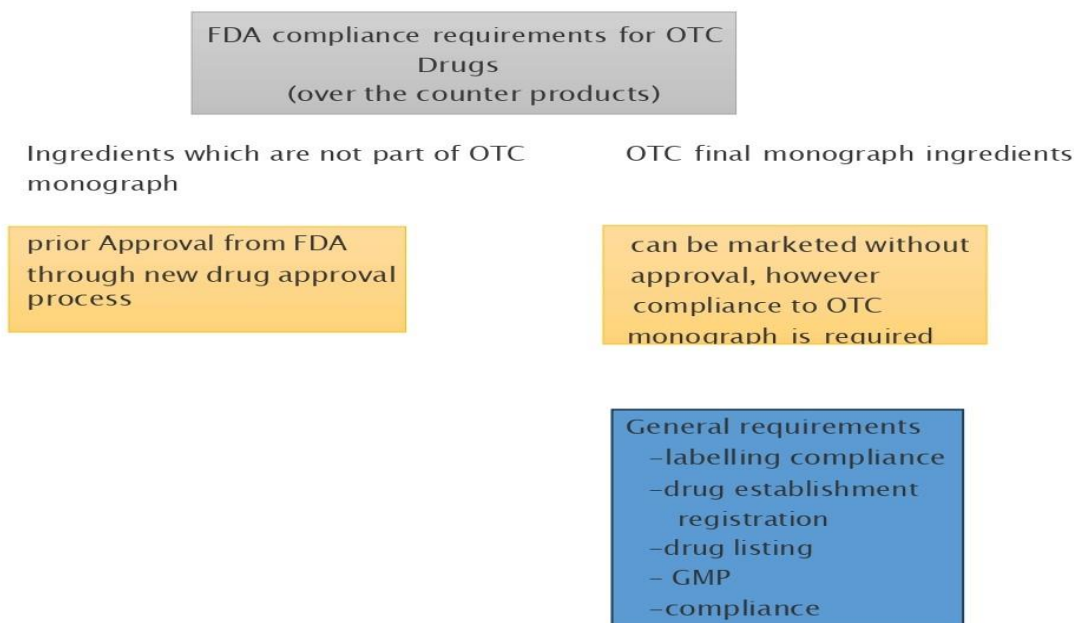 FDA compliance requirements for OTC
Drugs
(over the counter products)
Ingredients which are not part of OTC
monograph
prior Approval from FDA
through new drug approval
process
OTC final monograph ingredients
can be marketed without
approval, however
compliance to OTC
monograph is required
General requirements
-labelling compliance
-drug establishment
registration
-drug listing
- GMP
-compliance